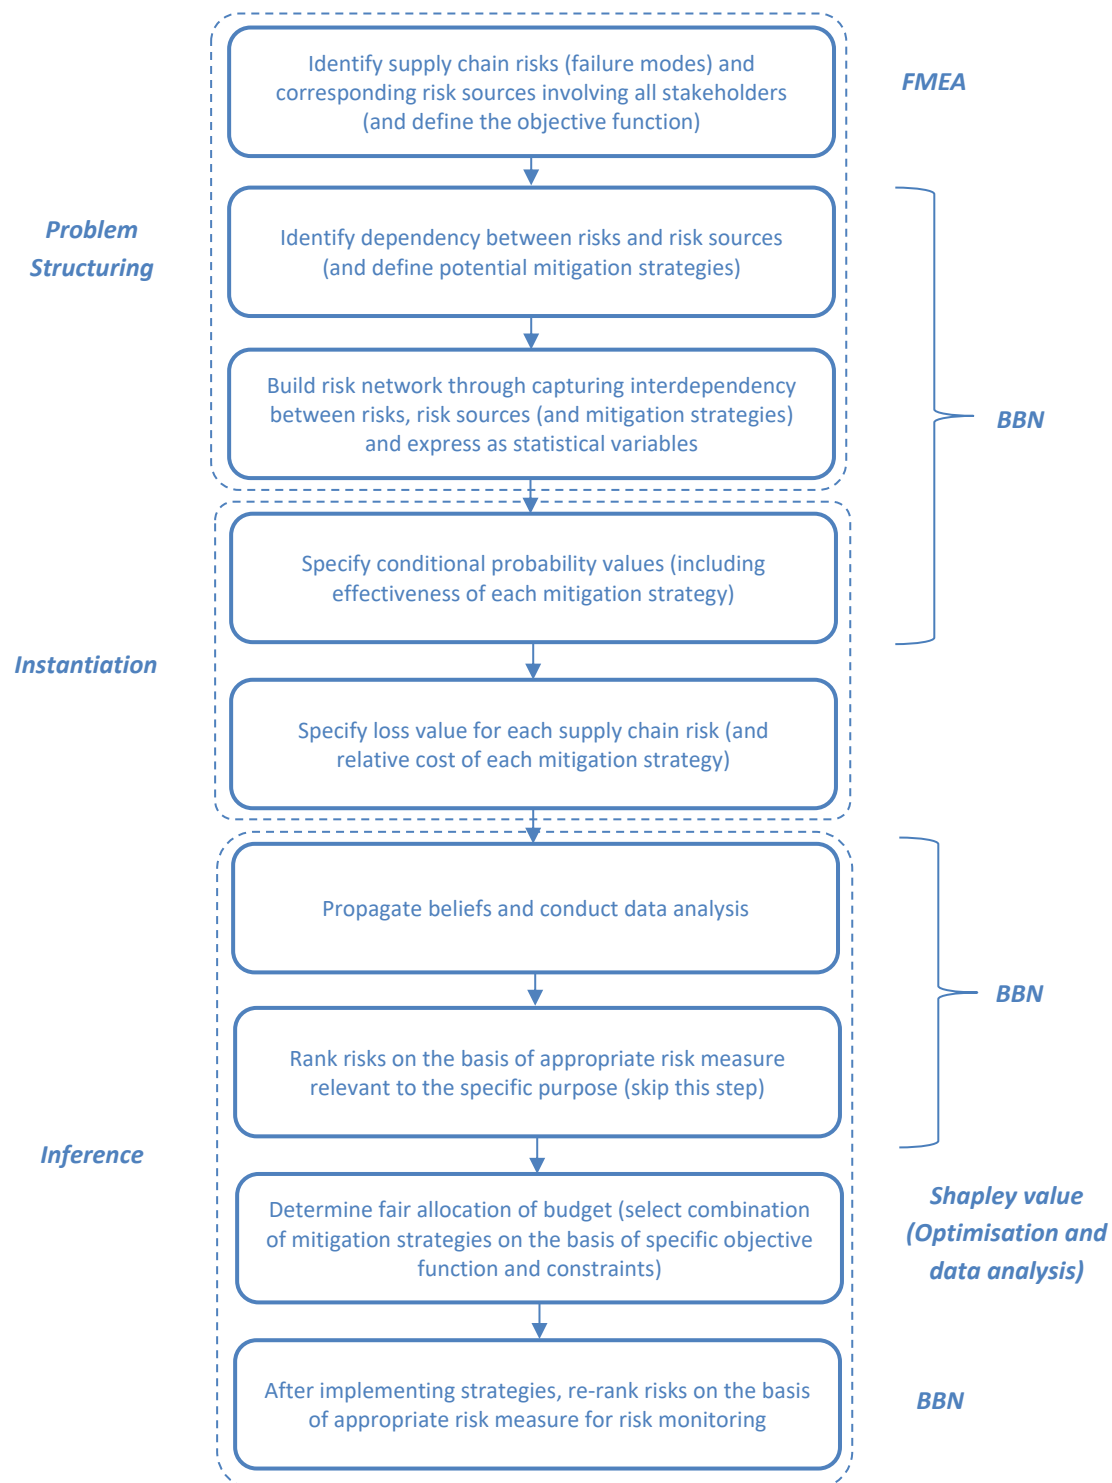 Identify supply chain risks (failure modes) and
corresponding risk sources involving all stakeholders
(and define the objective function)
FMEA
Problem
Structuring
Identify dependency between risks and risk sources
(and define potential mitigation strategies)
Build risk network through capturing interdependency
between risks, risk sources (and mitigation strategies)
and express as statistical variables
BBN
Specify conditional probability values (including
effectiveness of each mitigation strategy)
Instantiation
Specify loss value for each supply chain risk (and
relative cost of each mitigation strategy)
Propagate beliefs and conduct data analysis
BBN
Rank risks on the basis of appropriate risk measure
relevant to the specific purpose (skip this step)
Inference
Determine fair allocation of budget (select combination
of mitigation strategies on the basis of specific objective
function and constraints)
Shapley value
(Optimisation and
data analysis)
After implementing strategies, re-rank risks on the basis
of appropriate risk measure for risk monitoring
BBN